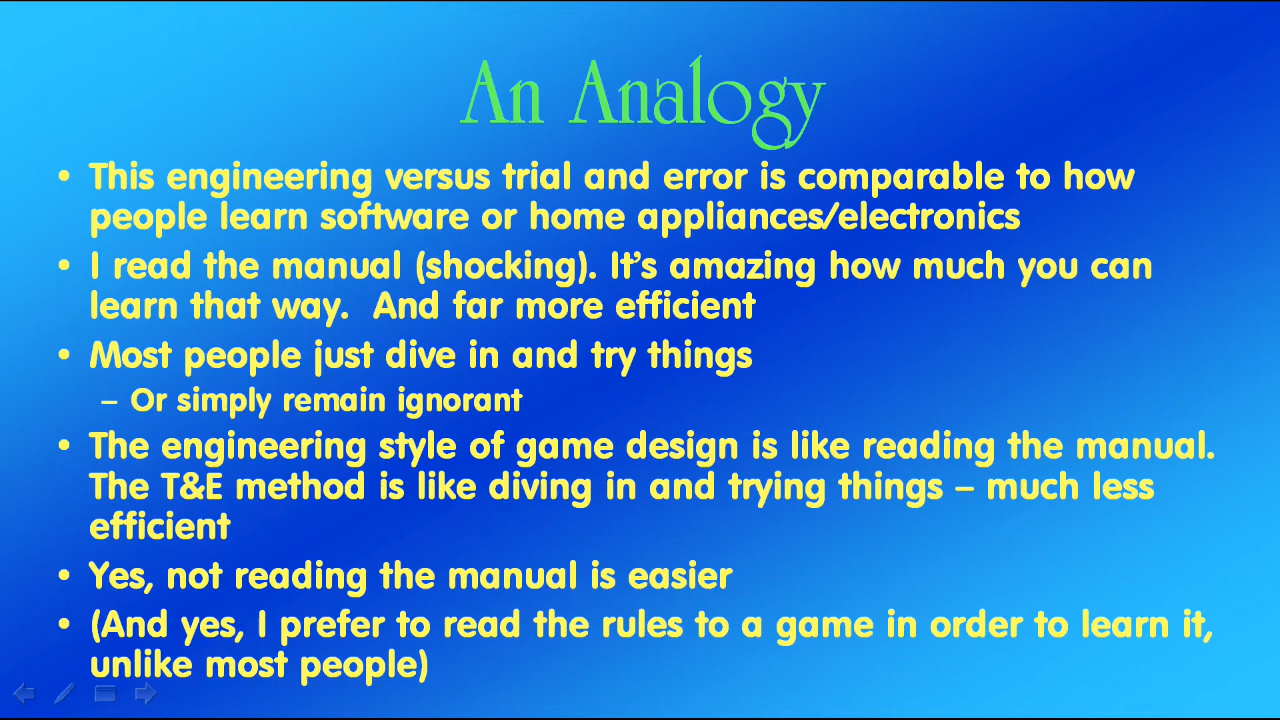 An Analogy
• This engineering versus trial and error is comparable to how
people learn software or home appliances/electronics
• I read the manual (shocking). It’s amazing how much you can
learn that way.  And far more efficient
• Most people just dive in and try things
– Or simply remain ignorant
• The engineering style of game design is like reading the manual.
The T&E method is like diving in and trying things – much less
efficient
• Yes, not reading the manual is easier
• (And yes, I prefer to read the rules to a game in order to learn it,
unlike most people)